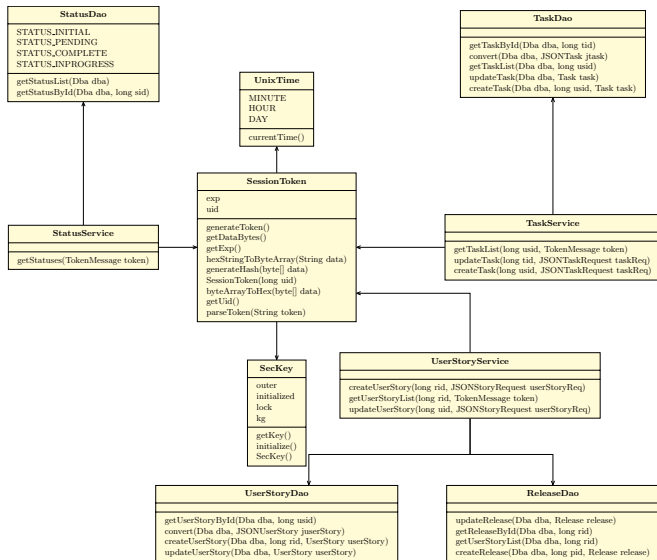 StatusDao
STATUS_INITIAL
STATUS_PENDING
STATUS_COMPLETE
STATUS_INPROGRESS
getStatusList(Dba dba)
getStatusById(Dba dba, long sid)
TaskDao
getTaskById(Dba dba, long tid)
convert(Dba dba, JSONTask jtask)
getTaskList(Dba dba, long usid)
updateTask(Dba dba, Task task)
createTask(Dba dba, long usid, Task task)
UnixTime
MINUTE
HOUR
DAY
currentTime()
SessionToken
exp
uid
generateToken()
getDataBytes()
getExp()
hexStringToByteArray(String data)
generateHash(byte[] data)
SessionToken(long uid)
byteArrayToHex(byte[] data)
getUid()
parseToken(String token)
StatusService
getStatuses(TokenMessage token)
TaskService
getTaskList(long usid, TokenMessage token)
updateTask(long tid, JSONTaskRequest taskReq)
createTask(long usid, JSONTaskRequest taskReq)
SecKey
outer
initialized
lock
kg
getKey()
initialize()
SecKey()
UserStoryService
createUserStory(long rid, JSONStoryRequest userStoryReq)
getUserStoryList(long rid, TokenMessage token)
updateUserStory(long uid, JSONStoryRequest userStoryReq)
UserStoryDao
getUserStoryById(Dba dba, long usid)
convert(Dba dba, JSONUserStory juserStory)
createUserStory(Dba dba, long rid, UserStory userStory)
updateUserStory(Dba dba, UserStory userStory)
ReleaseDao
updateRelease(Dba dba, Release release)
getReleaseById(Dba dba, long rid)
getUserStoryList(Dba dba, long rid)
createRelease(Dba dba, long pid, Release release)